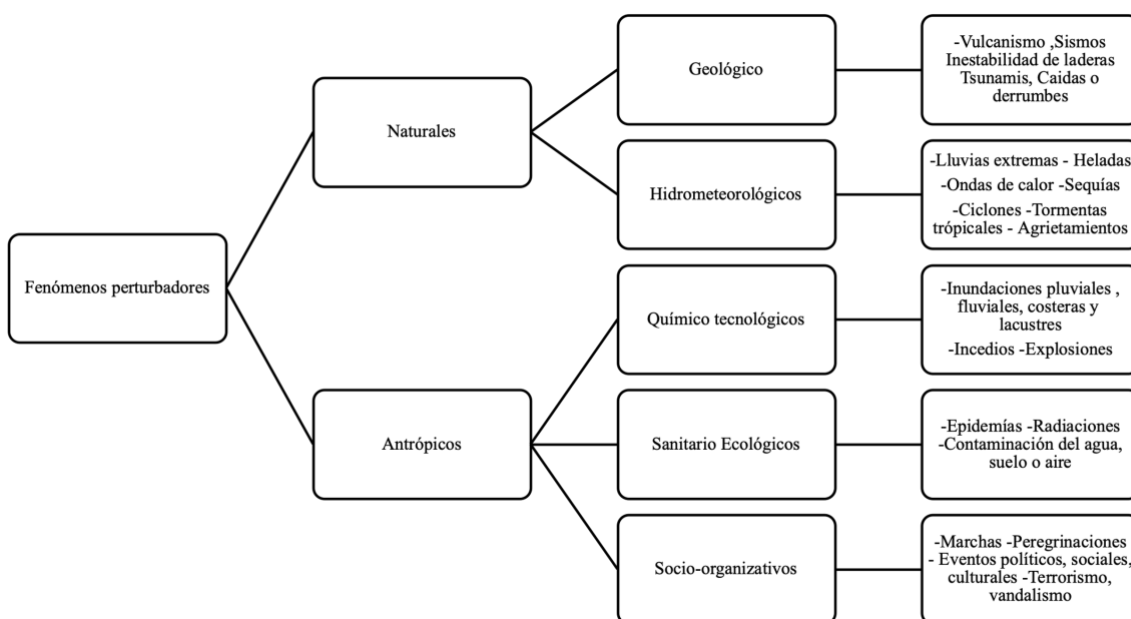 Fenómenos perturbadores
Naturales
Geológico
-Vulcanismo ,Sismos
Inestabilidad de laderas
Tsunamis, Caidas o
derrumbes
Hidrometeorológicos
-Lluvias extremas - Heladas
-Ondas de calor -Sequías
-Ciclones -Tormentas
trópicales - Agrietamientos
Antrópicos
Químico tecnológicos
-Inundaciones pluviales ,
fluviales, costeras y
lacustres
-Incedios -Explosiones
Sanitario Ecológicos
-Epidemías -Radiaciones
-Contaminación del agua,
suelo o aire
Socio-organizativos
-Marchas -Peregrinaciones
- Eventos políticos, sociales,
culturales -Terrorismo,
vandalismo